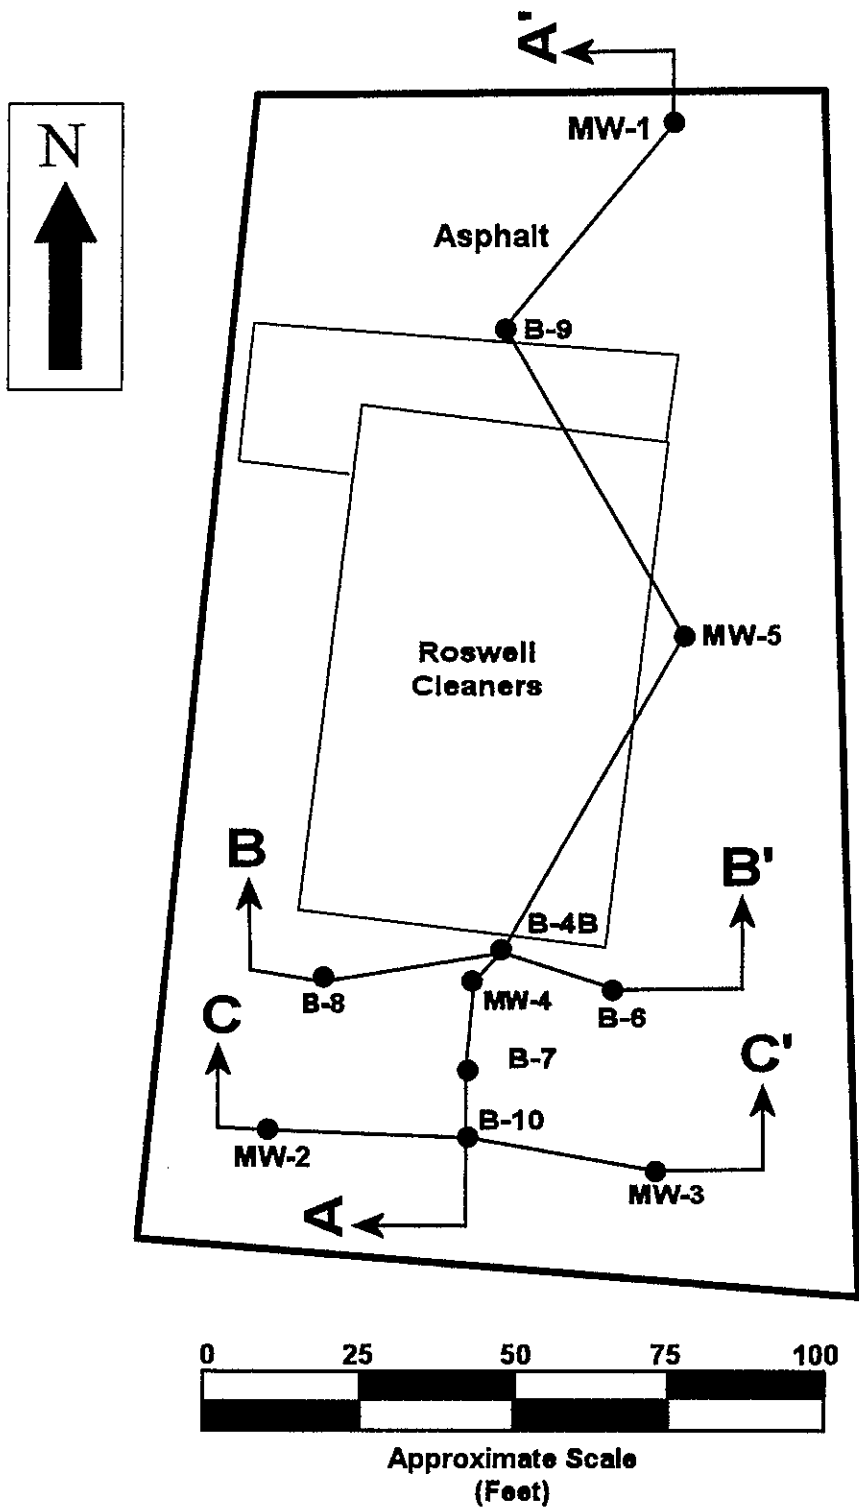 A'
N
MW-1
Asphalt
B-9
MW-5
Roswell
Cleaners
B
B'
B-4B
B-8
MW-4
B-6
C
C'
B-7
B-10
MW-2
MW-3
A
0 25 50 75 100
Approximate Scale
(Feet)